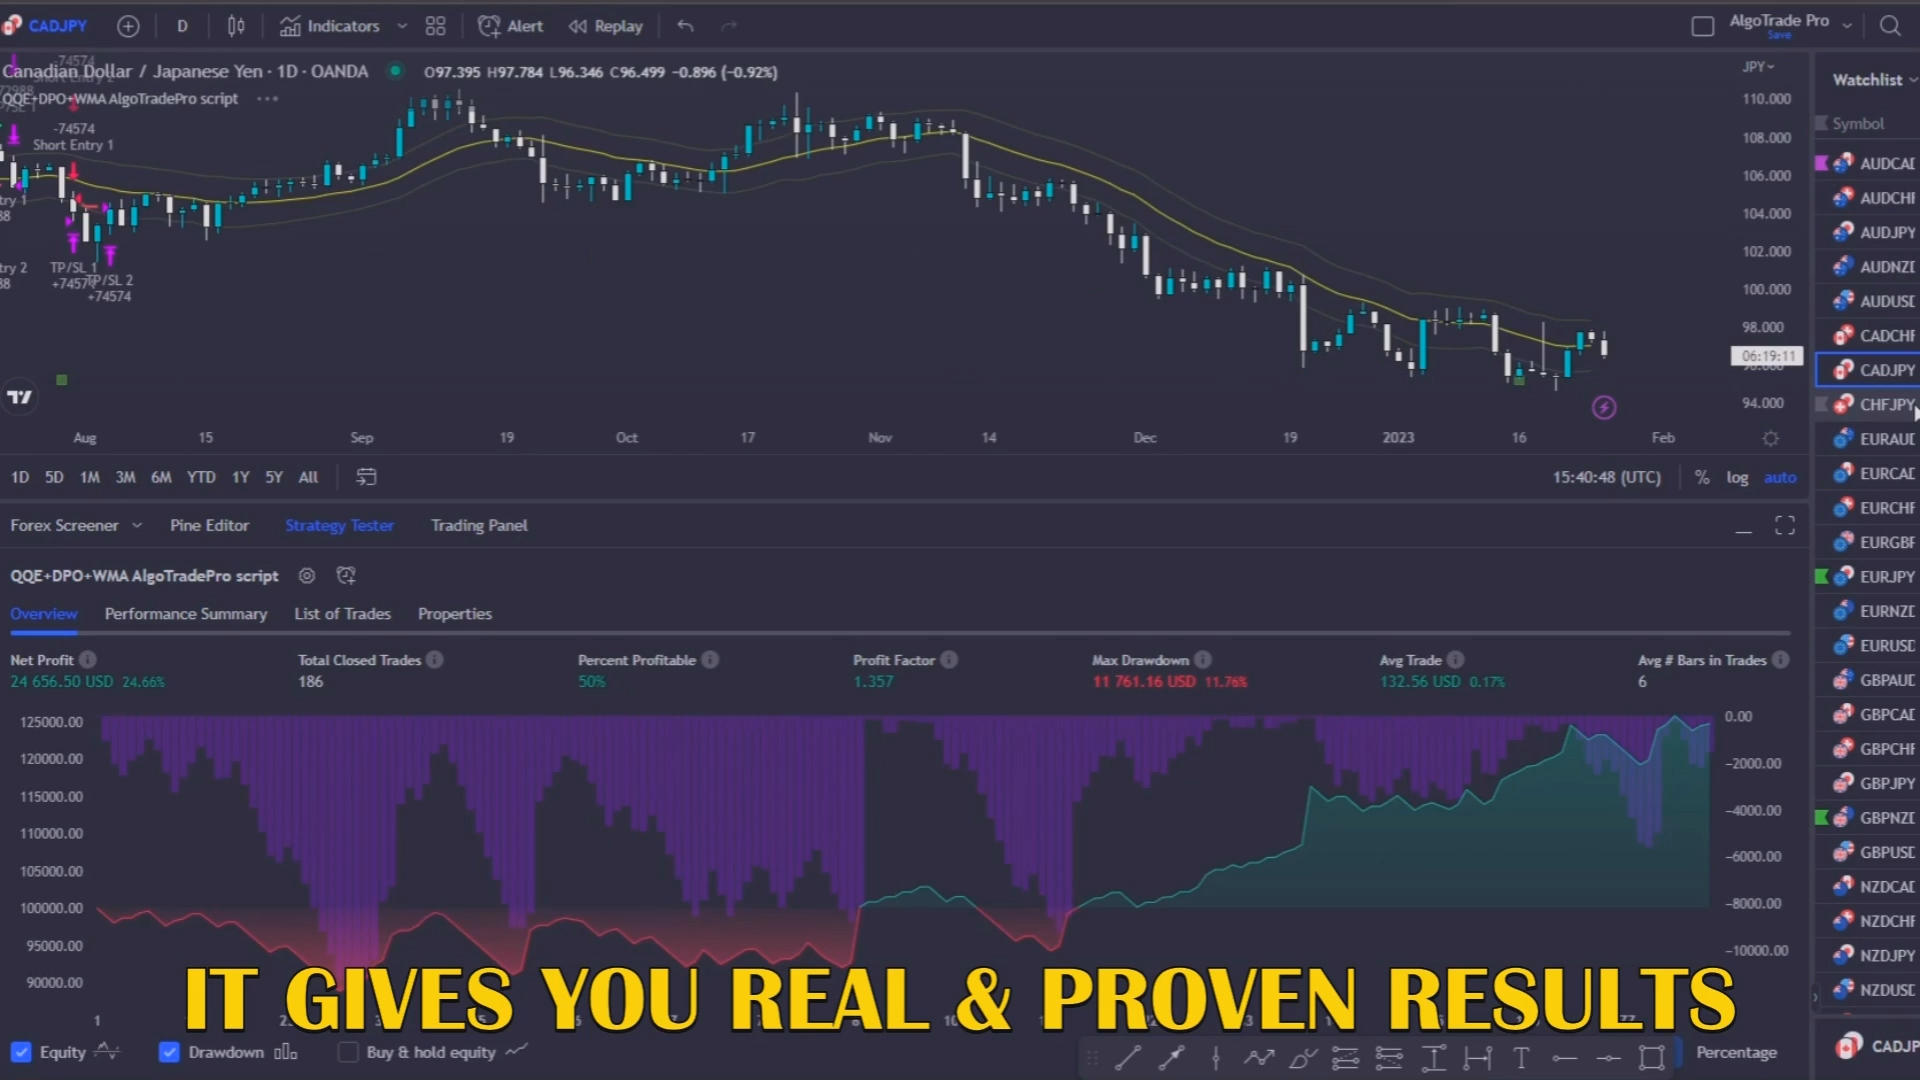 CADJPY D Indicators Alert Replay AlgoTrade Pro
Save
Canadian Dollar / Japanese Yen · 1D · OANDA O97.395 H97.784 L96.346 C96.499 −0.896 (−0.92%) JPY
QQE+DPO+WMA AlgoTradePro script
-74574
Short Entry 1
TP/SL 1
TP/SL 2
+74574
110.000
108.000
106.000
104.000
102.000
100.000
98.000
06:19:11
94.000
Aug 15 Sep 19 Oct 17 Nov 14 Dec 19 2023 16 Feb
1D 5D 1M 3M 6M YTD 1Y 5Y All 15:40:48 (UTC) % log auto
Forex Screener Pine Editor Strategy Tester Trading Panel
QQE+DPO+WMA AlgoTradePro script
Overview Performance Summary List of Trades Properties
Net Profit Total Closed Trades Percent Profitable Profit Factor Max Drawdown Avg Trade Avg # Bars in Trades
24 656.50 USD 24.66% 186 50% 1.357 11 761.16 USD 11.76% 132.56 USD 0.17% 6
125000.00 0.00
120000.00 −2000.00
115000.00 −4000.00
110000.00 −6000.00
105000.00 −8000.00
100000.00 −10000.00
95000.00
90000.00
IT GIVES YOU REAL & PROVEN RESULTS
1
Equity Drawdown Buy & hold equity Percentage
Watchlist
Symbol
AUDCAD
AUDCHF
AUDJPY
AUDNZD
AUDUSD
CADCHF
CADJPY
CHFJPY
EURAUD
EURCAD
EURCHF
EURGBP
EURJPY
EURNZD
EURUSD
GBPAUD
GBPCAD
GBPCHF
GBPJPY
GBPNZD
GBPUSD
NZDCAD
NZDCHF
NZDJPY
NZDUSD
CADJP